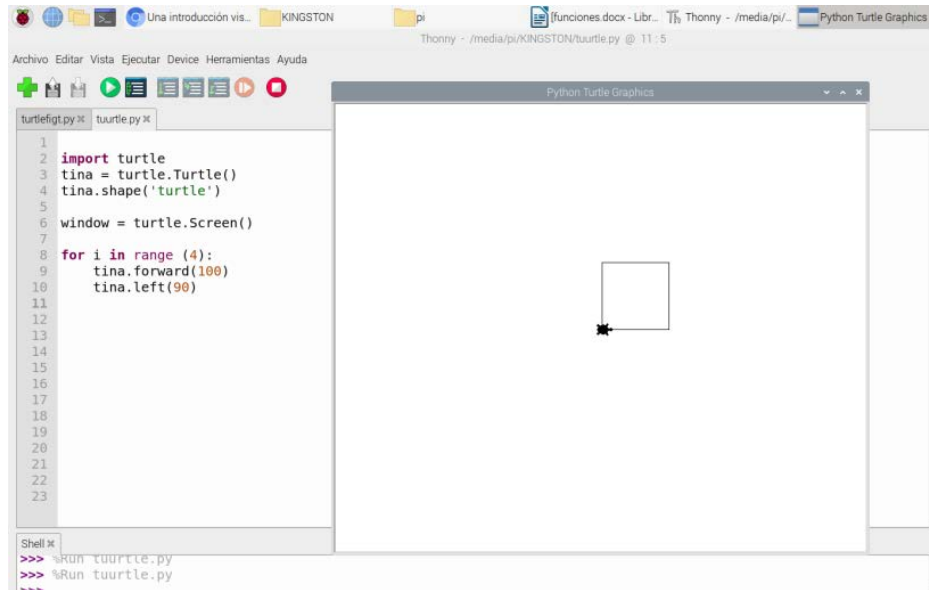 Una introducción vis... KINGSTON pi [funciones.docx - Libr... Thonny - /media/pi/... Python Turtle Graphics
Thonny - /media/pi/KINGSTON/tuurtle.py @ 11 : 5
Archivo Editar Vista Ejecutar Device Herramientas Ayuda
Python Turtle Graphics
turtlefigt.py tuurtle.py
1
2 import turtle
3 tina = turtle.Turtle()
4 tina.shape('turtle')
5
6 window = turtle.Screen()
7
8 for i in range (4):
9 tina.forward(100)
10 tina.left(90)
11
12
13
14
15
16
17
18
19
20
21
22
23
Shell
>>> %Run tuurtle.py
>>> %Run tuurtle.py
>>>